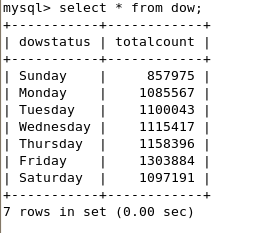 mysql> select * from dow;
+-----------+------------+
| dowstatus | totalcount |
+-----------+------------+
| Sunday    |     857975 |
| Monday    |    1085567 |
| Tuesday   |    1100043 |
| Wednesday |    1115417 |
| Thursday  |    1158396 |
| Friday    |    1303884 |
| Saturday  |    1097191 |
+-----------+------------+
7 rows in set (0.00 sec)